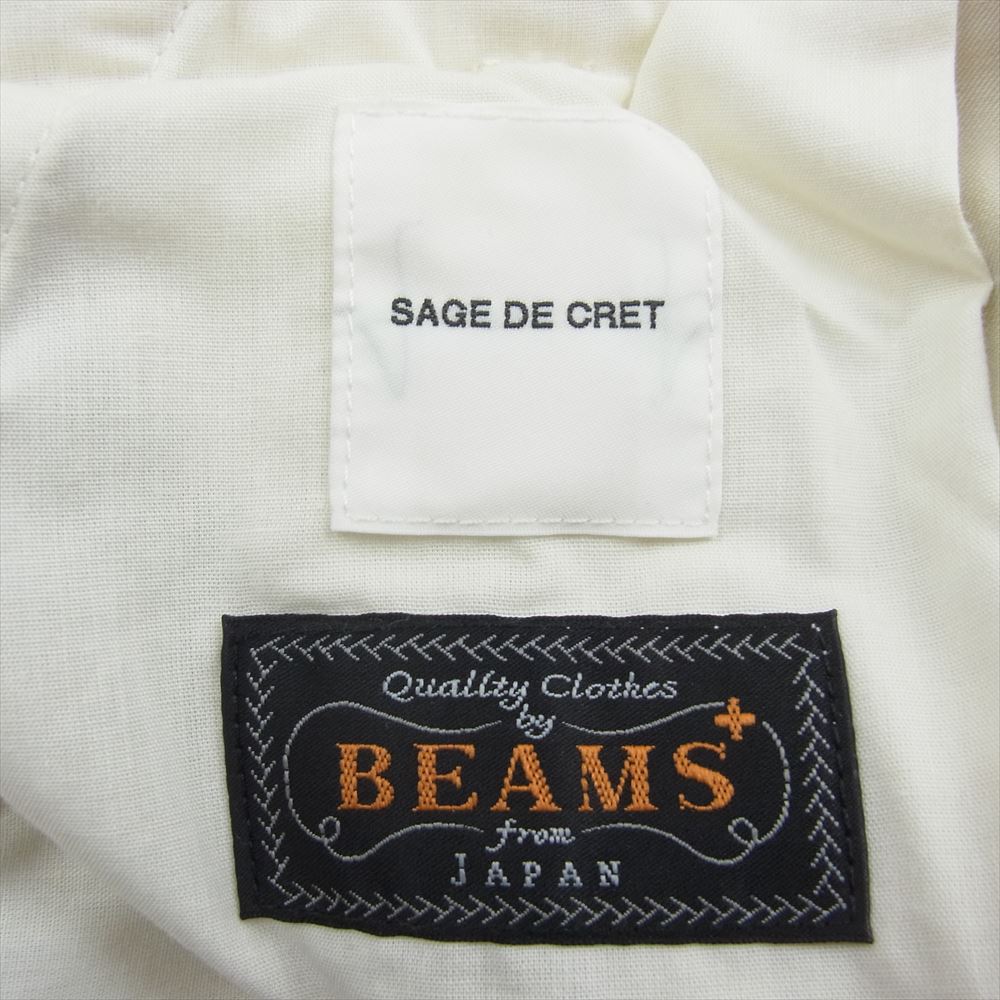 SAGE DE CRET
Quality Clothes
by
BEAMS+
from
JAPAN